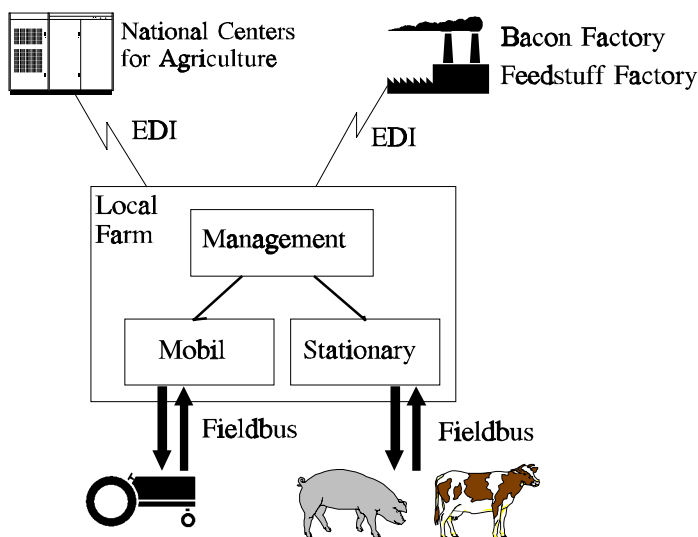 National Centers
for Agriculture
Bacon Factory
Feedstuff Factory
EDI
EDI
Local
Farm
Management
Mobil
Stationary
Fieldbus
Fieldbus